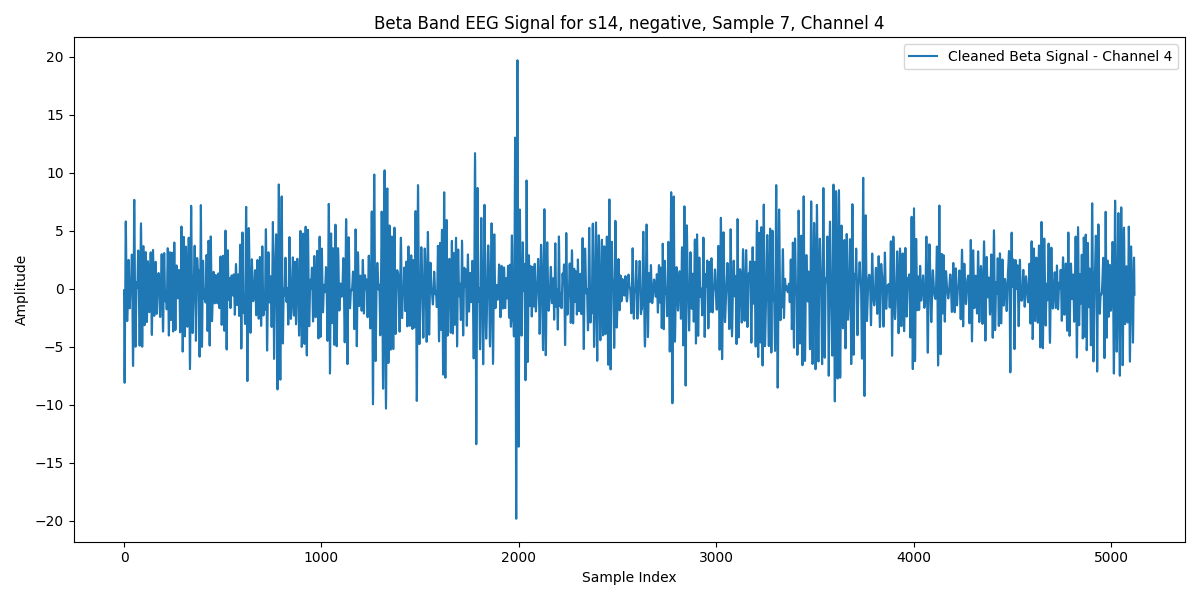 Beta Band EEG Signal for s14, negative, Sample 7, Channel 4
Cleaned Beta Signal - Channel 4
20
15
10
5
0
−5
−10
−15
−20
Amplitude
0 1000 2000 3000 4000 5000
Sample Index